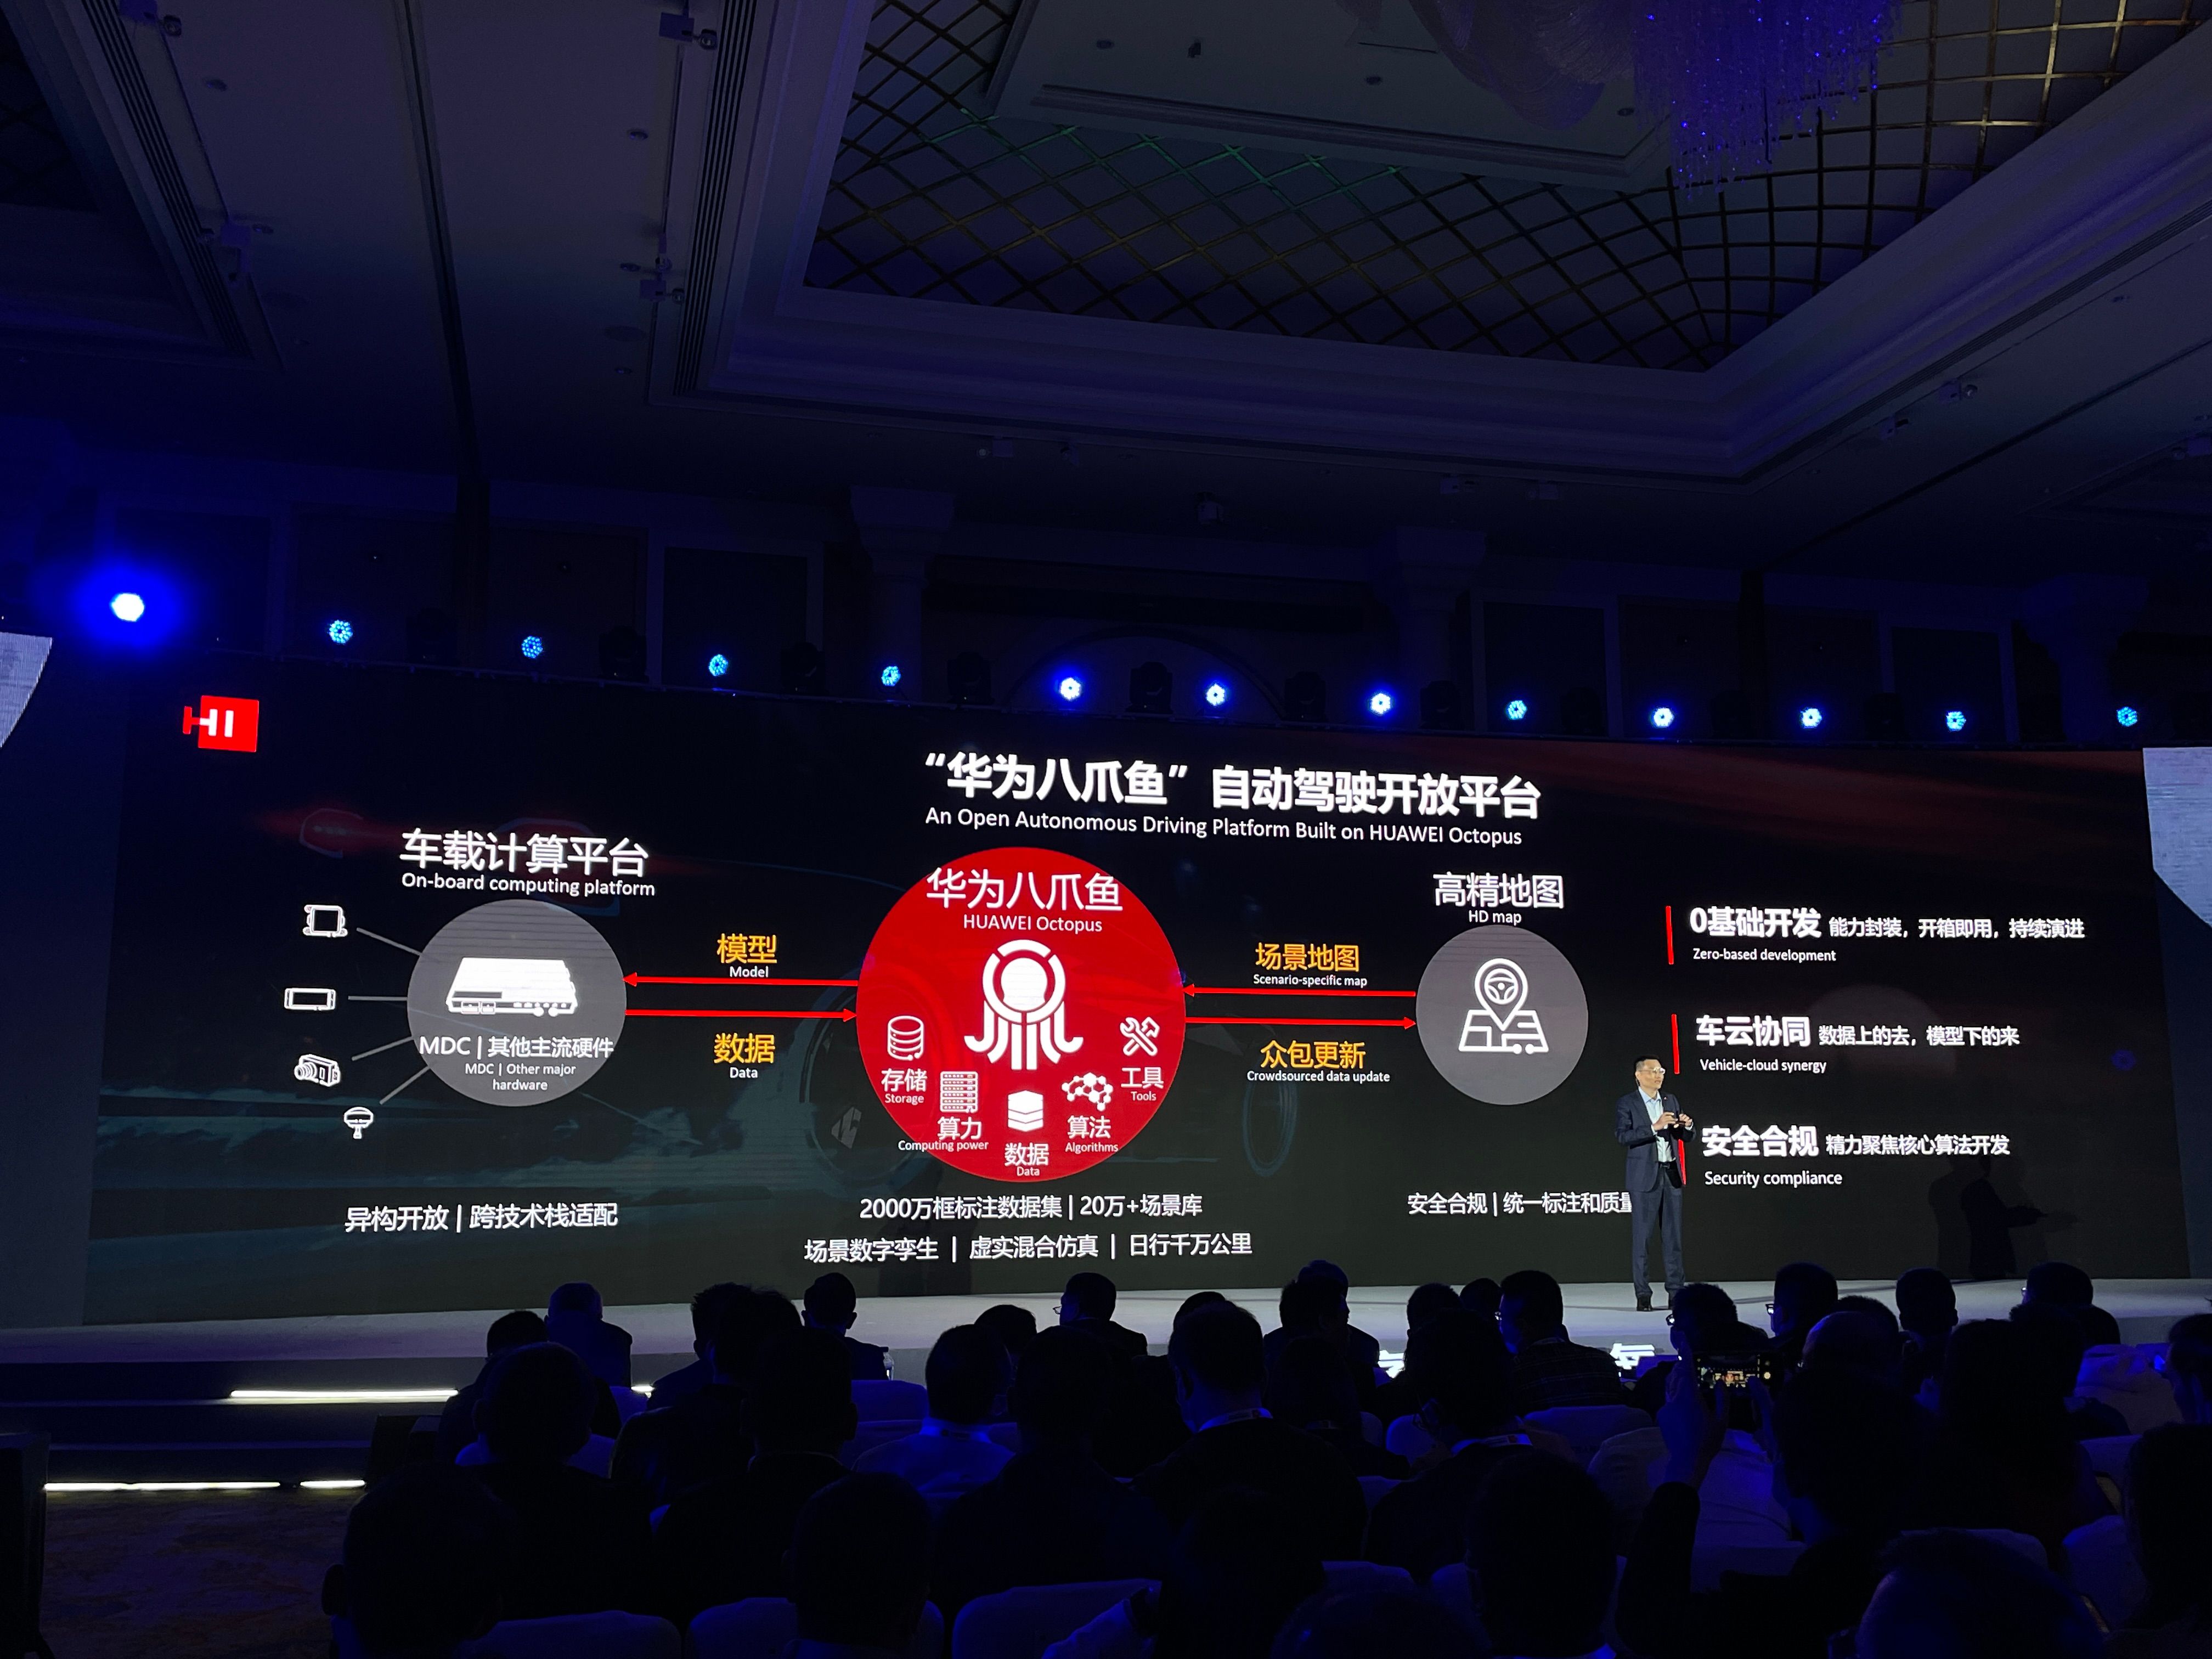 HI
“华为八爪鱼” 自动驾驶开放平台
An Open Autonomous Driving Platform Built on HUAWEI Octopus
车载计算平台
On-board computing platform
MDC | 其他主流硬件
MDC | Other major
hardware
异构开放 | 跨技术栈适配
模型
Model
数据
Data
华为八爪鱼
HUAWEI Octopus
存储
Storage
算力
Computing power
数据
Data
算法
Algorithms
工具
Tools
2000万框标注数据集 | 20万+场景库
场景数字孪生 | 虚实混合仿真 | 日行千万公里
场景地图
Scenario-specific map
众包更新
Crowdsourced data update
高精地图
HD map
安全合规 | 统一标注和质量
0基础开发 能力封装，开箱即用，持续演进
Zero-based development
车云协同 数据上的去，模型下的来
Vehicle-cloud synergy
安全合规 精力聚焦核心算法开发
Security compliance